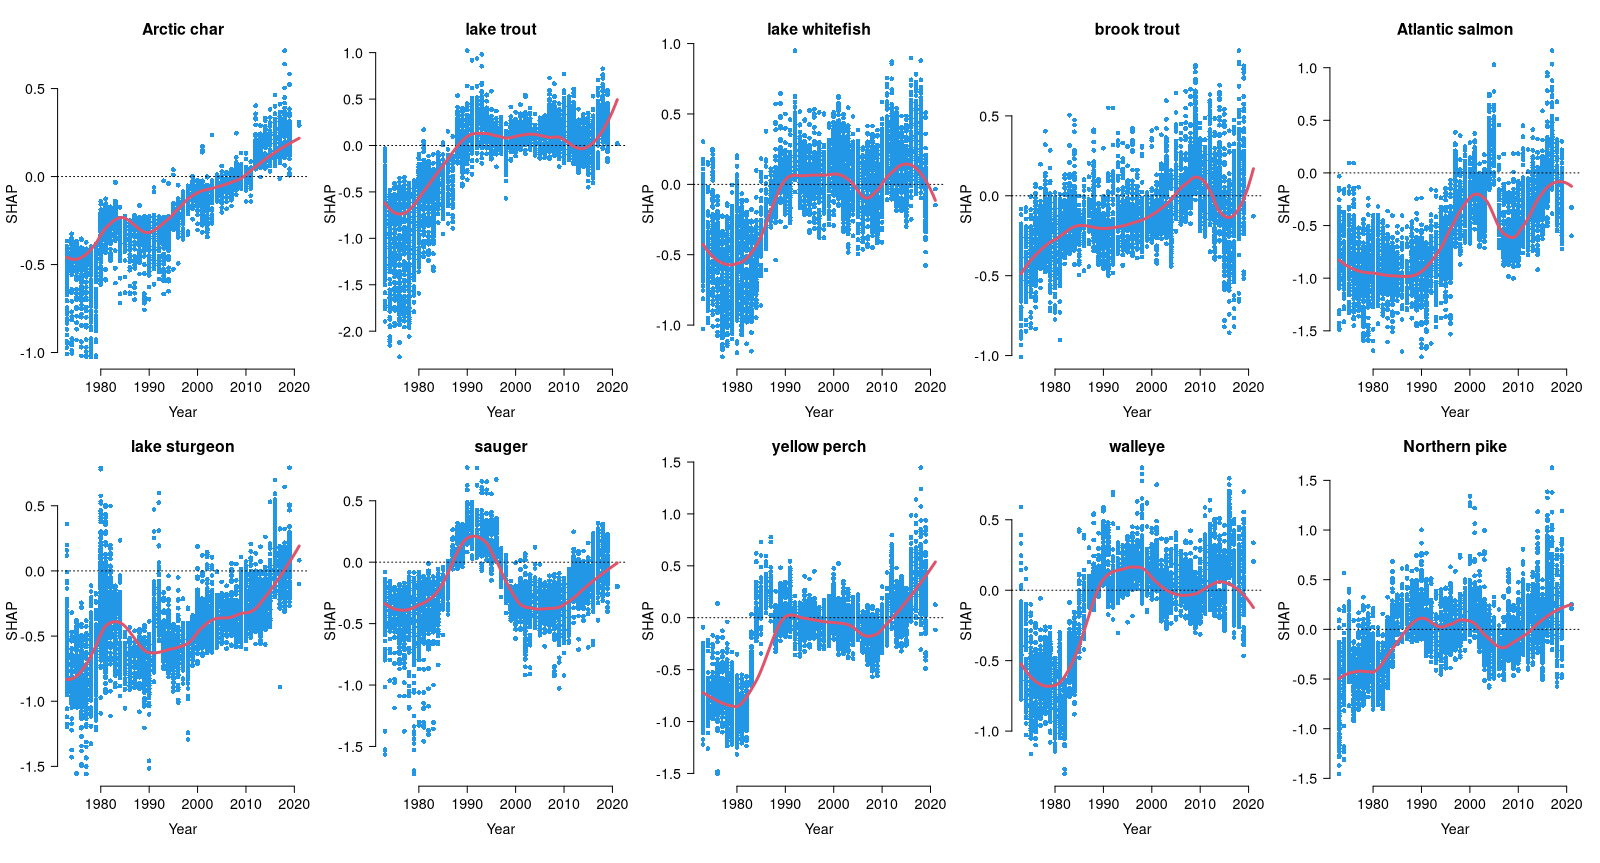 Arctic char
0.5
0.0
-0.5
-1.0
SHAP
1980 1990 2000 2010 2020
Year
lake trout
1.0
0.5
0.0
-0.5
-1.0
-1.5
-2.0
SHAP
1980 1990 2000 2010 2020
Year
lake whitefish
1.0
0.5
0.0
-0.5
-1.0
SHAP
1980 1990 2000 2010 2020
Year
brook trout
0.5
0.0
-0.5
-1.0
SHAP
1980 1990 2000 2010 2020
Year
Atlantic salmon
1.0
0.5
0.0
-0.5
-1.0
-1.5
SHAP
1980 1990 2000 2010 2020
Year
lake sturgeon
0.5
0.0
-0.5
-1.0
-1.5
SHAP
1980 1990 2000 2010 2020
Year
sauger
0.5
0.0
-0.5
-1.0
-1.5
SHAP
1980 1990 2000 2010 2020
Year
yellow perch
1.5
1.0
0.5
0.0
-0.5
-1.0
-1.5
SHAP
1980 1990 2000 2010 2020
Year
walleye
0.5
0.0
-0.5
-1.0
SHAP
1980 1990 2000 2010 2020
Year
Northern pike
1.5
1.0
0.5
0.0
-0.5
-1.0
-1.5
SHAP
1980 1990 2000 2010 2020
Year